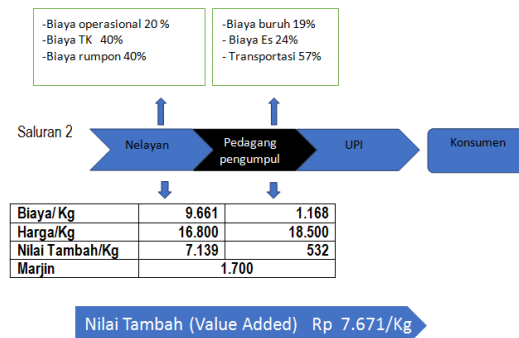 -Biaya operasional 20 %
-Biaya TK 40%
-Biaya rumpon 40%
-Biaya buruh 19%
- Biaya Es 24%
- Transportasi 57%
Saluran 2
Nelayan
Pedagang
pengumpul
UPI
Konsumen
Biaya/Kg 9.661 1.168
Harga/Kg 16.800 18.500
Nilai Tambah/Kg 7.139 532
Marjin 1.700
Nilai Tambah (Value Added) Rp 7.671/Kg